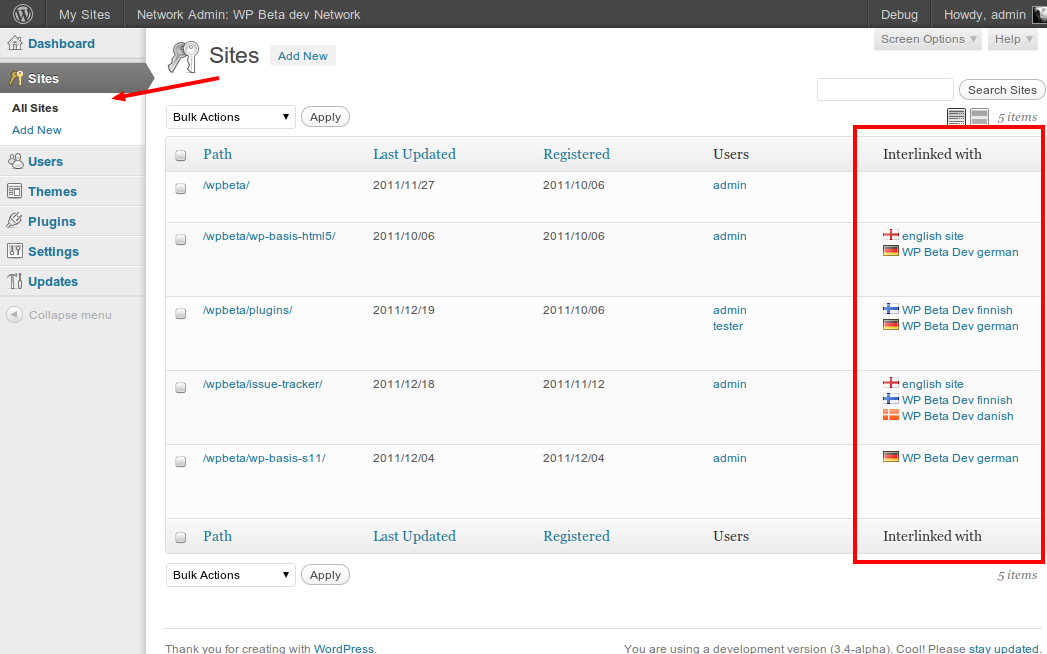 My Sites Network Admin: WP Beta dev Network Debug Howdy, admin
Dashboard
Sites
All Sites
Add New
Users
Themes
Plugins
Settings
Updates
Collapse menu
Screen Options Help
Sites Add New
Search Sites
Bulk Actions Apply 5 items
Path Last Updated Registered Users Interlinked with
/wpbeta/ 2011/11/27 2011/10/06 admin
/wpbeta/wp-basis-html5/ 2011/10/06 2011/10/06 admin english site
WP Beta Dev german
/wpbeta/plugins/ 2011/12/19 2011/10/06 admin WP Beta Dev finnish
tester WP Beta Dev german
/wpbeta/issue-tracker/ 2011/12/18 2011/11/12 admin english site
WP Beta Dev finnish
WP Beta Dev danish
/wpbeta/wp-basis-s11/ 2011/12/04 2011/12/04 admin WP Beta Dev german
Path Last Updated Registered Users Interlinked with
Bulk Actions Apply 5 items
Thank you for creating with WordPress. You are using a development version (3.4-alpha). Cool! Please stay updated.